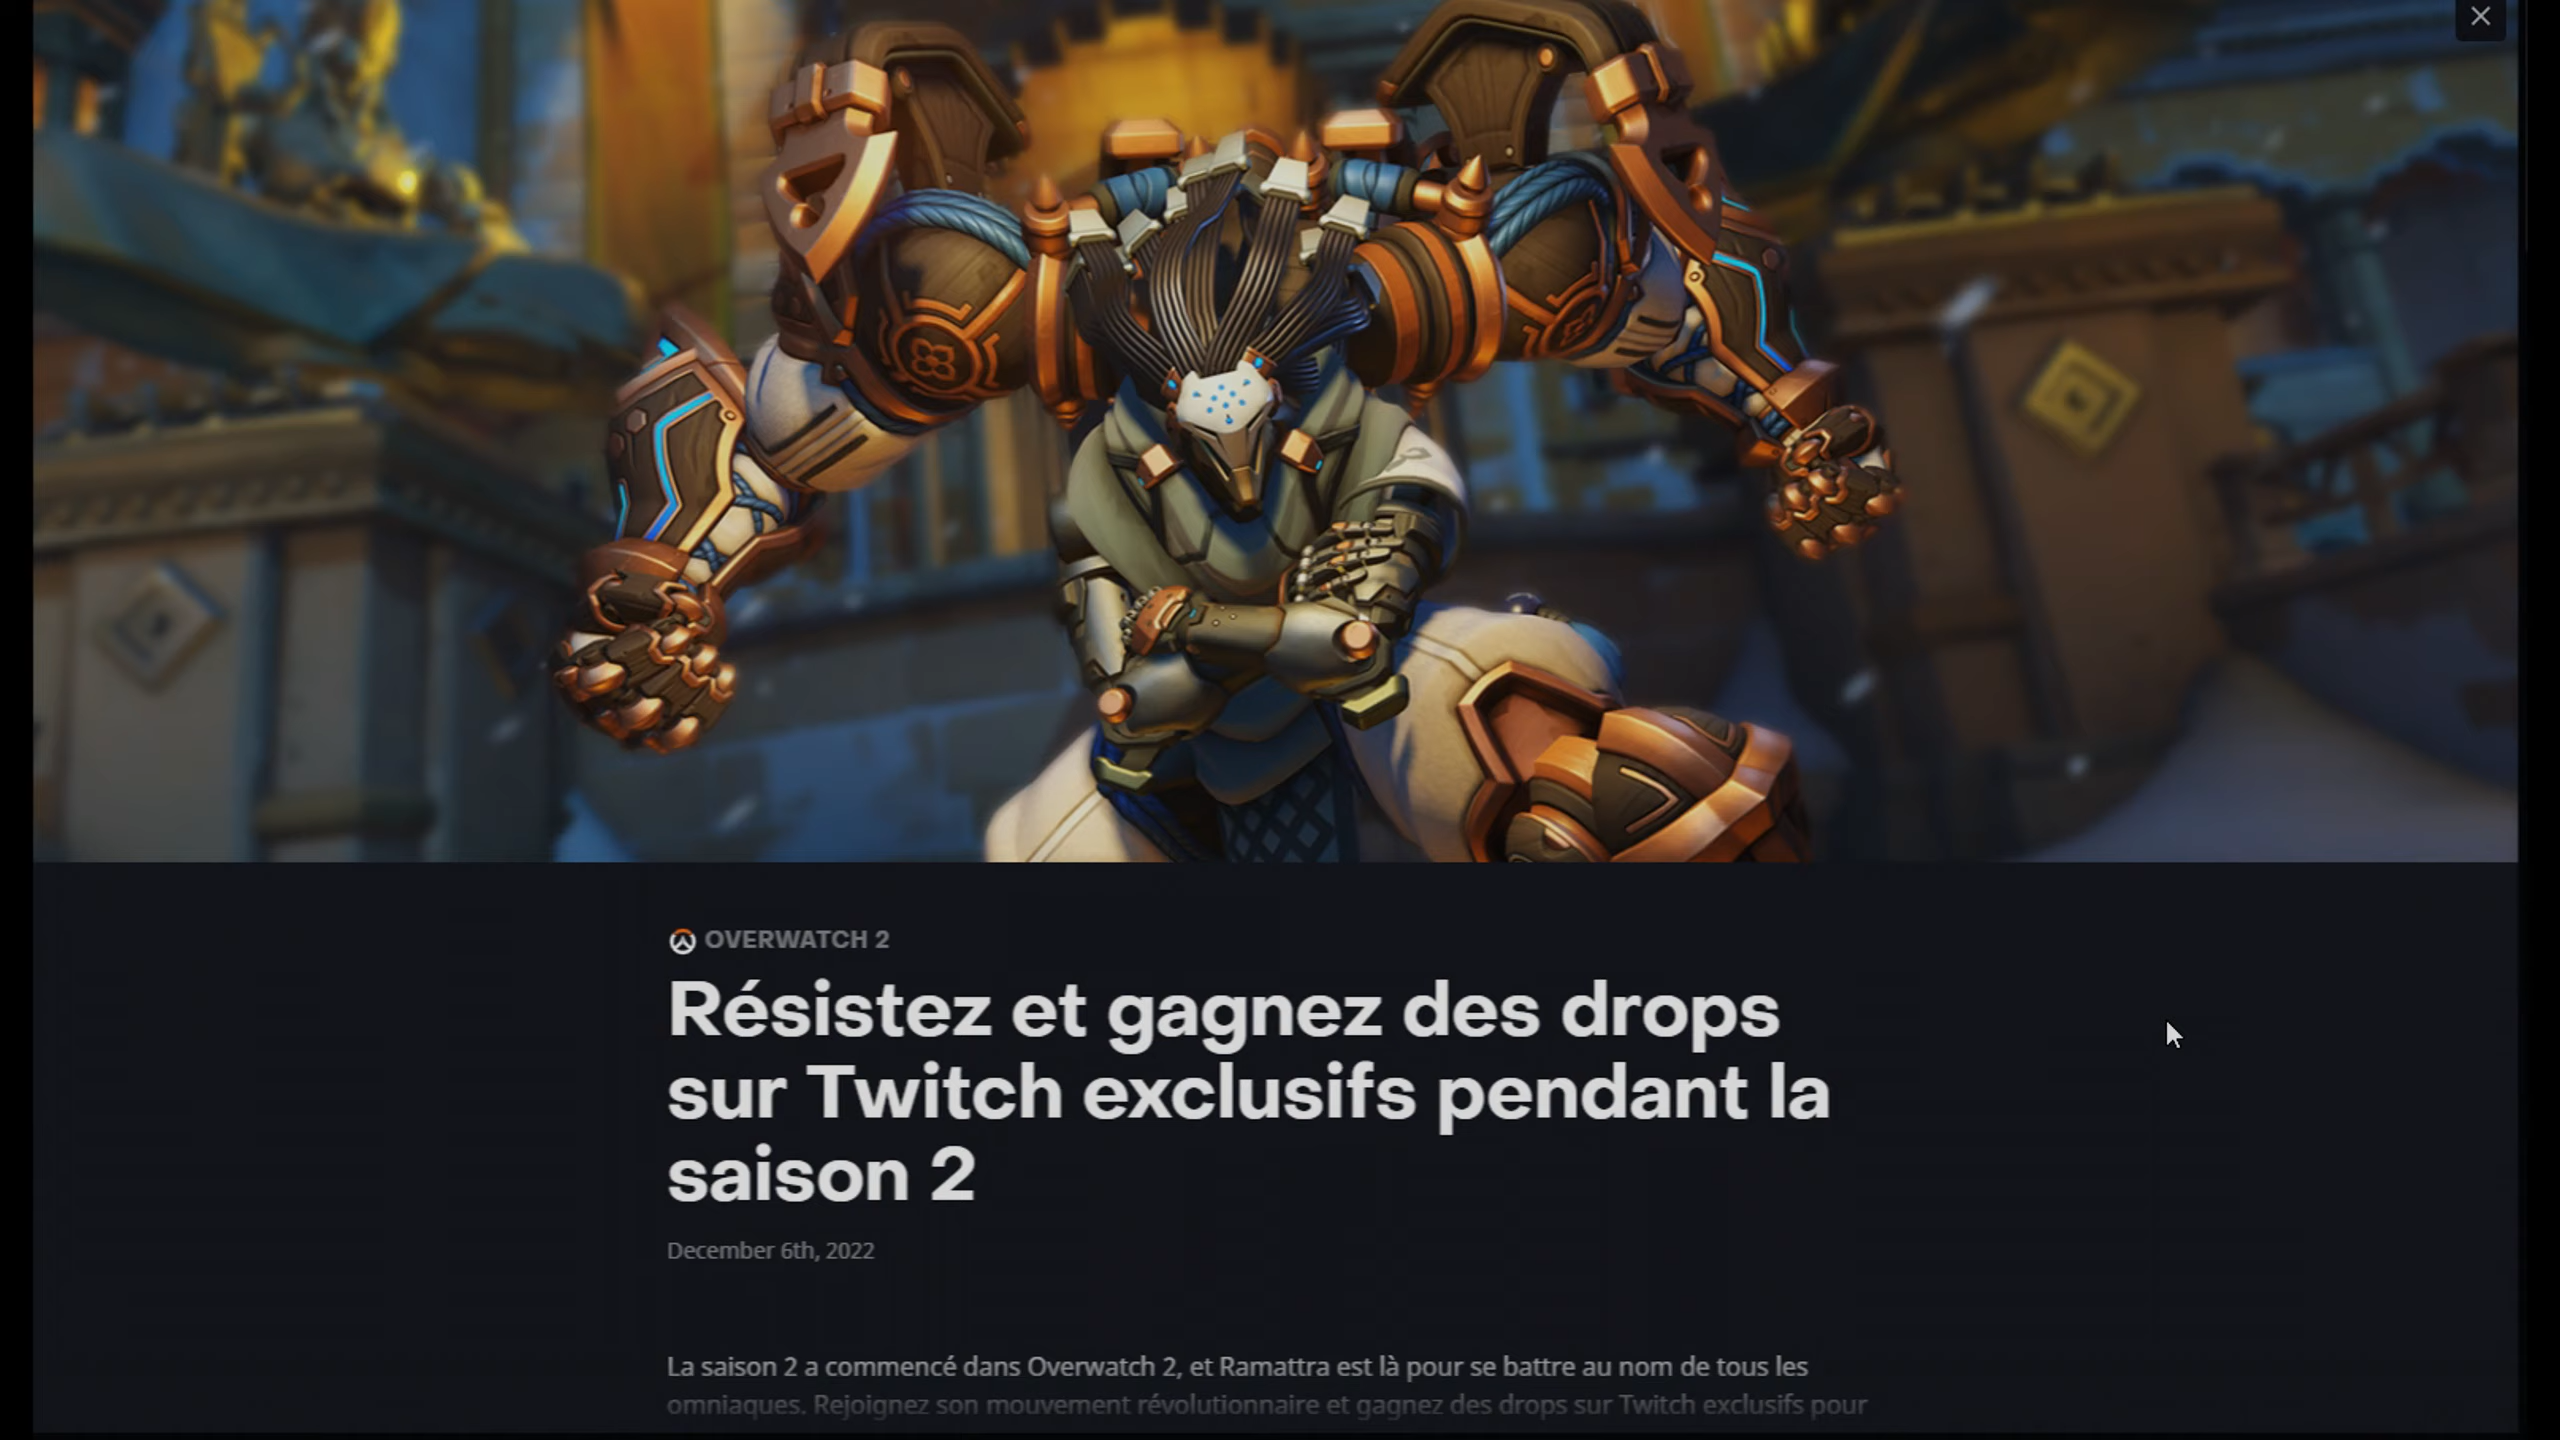 OVERWATCH 2
Résistez et gagnez des drops
sur Twitch exclusifs pendant la
saison 2
December 6th, 2022
La saison 2 a commencé dans Overwatch 2, et Ramattra est là pour se battre au nom de tous les
omniaques. Rejoignez son mouvement révolutionnaire et gagnez des drops sur Twitch exclusifs pour